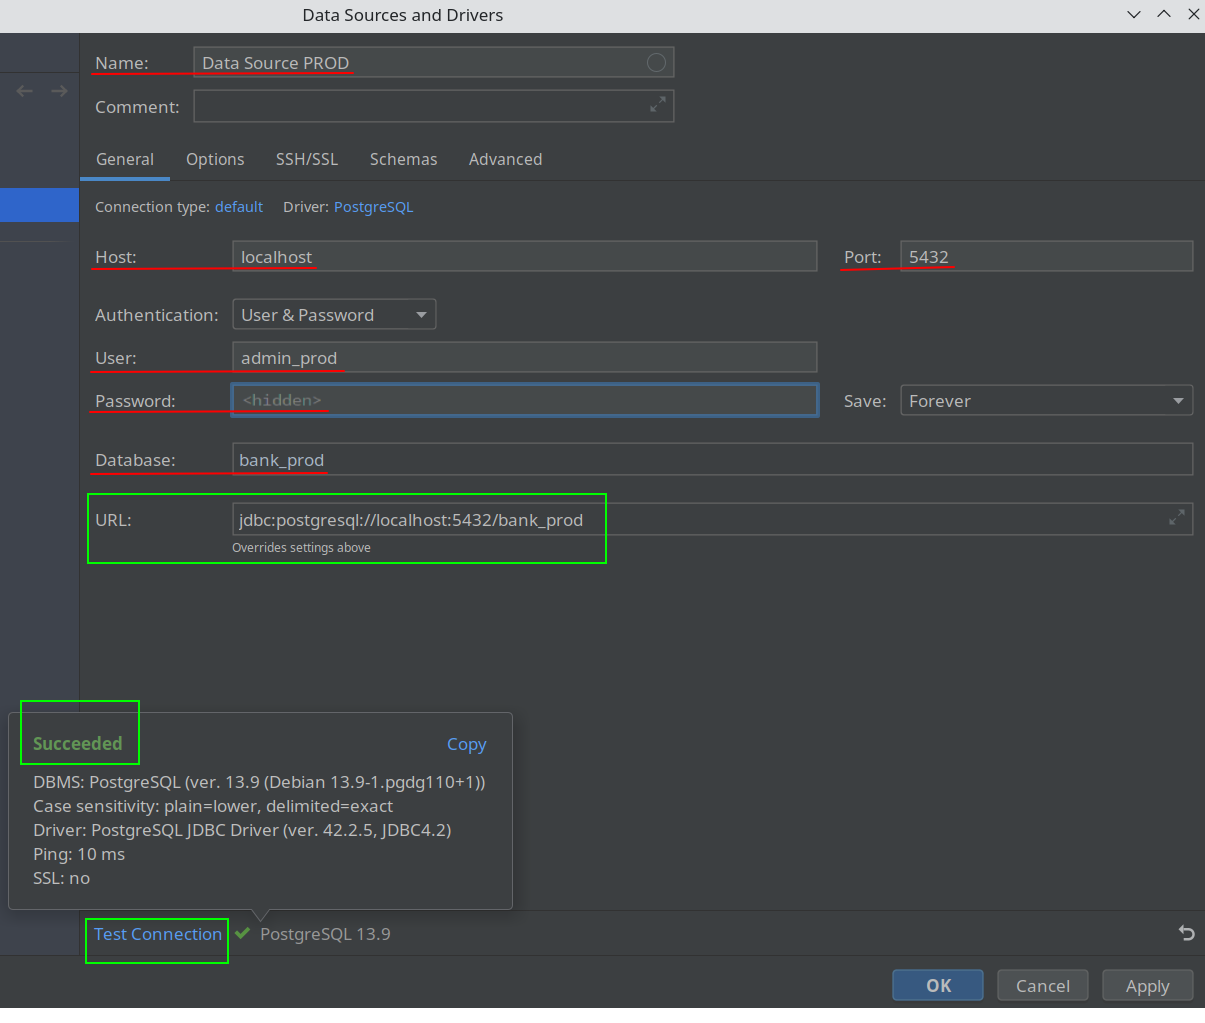 Data Sources and Drivers
Name: Data Source PROD
Comment:
General Options SSH/SSL Schemas Advanced
Connection type: default Driver: PostgreSQL
Host: localhost Port: 5432
Authentication: User & Password
User: admin_prod
Password: <hidden> Save: Forever
Database: bank_prod
URL: jdbc:postgresql://localhost:5432/bank_prod
Overrides settings above
Succeeded Copy
DBMS: PostgreSQL (ver. 13.9 (Debian 13.9-1.pgdg110+1))
Case sensitivity: plain=lower, delimited=exact
Driver: PostgreSQL JDBC Driver (ver. 42.2.5, JDBC4.2)
Ping: 10 ms
SSL: no
Test Connection PostgreSQL 13.9
OK Cancel Apply